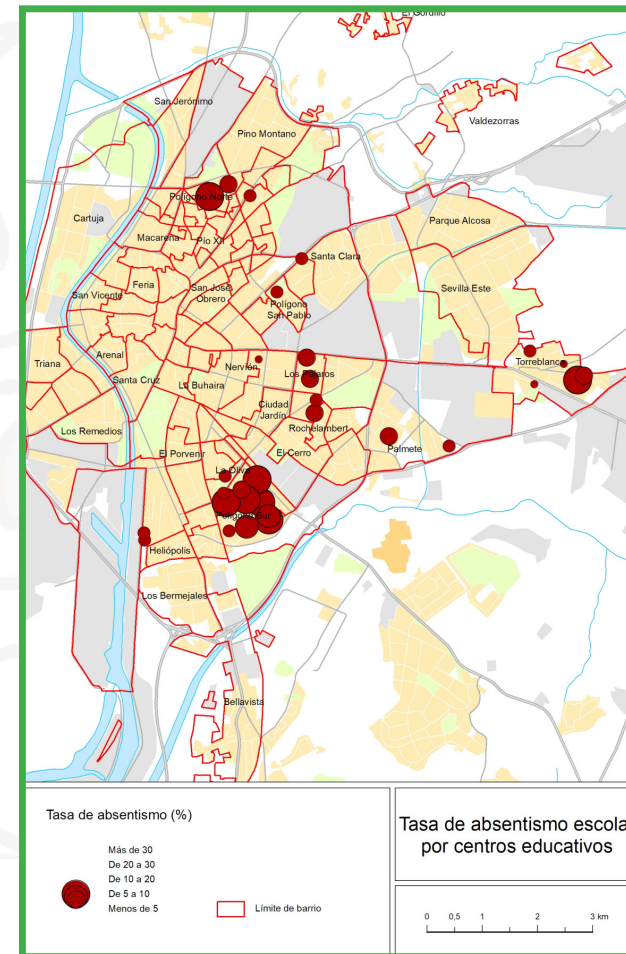 El Gordillo
San Jerónimo
Valdezorras
Pino Montano
Polígono Norte
Cartuja
Parque Alcosa
Macarena
Pío XII
Santa Clara
Feria
San José
Obrero
Sevilla Este
San Vicente
Polígono
San Pablo
Arenal
Nervión
Torreblanca
Triana
Los Pájaros
Santa Cruz
La Buhaira
Ciudad
Jardín
Rochelambert
Los Remedios
El Porvenir
El Cerro
Palmete
La Oliva
Polígono Sur
Heliópolis
Los Bermejales
Bellavista
Tasa de absentismo (%)
Más de 30
De 20 a 30
De 10 a 20
De 5 a 10
Menos de 5
Límite de barrio
Tasa de absentismo escola
por centros educativos
0 0,5 1 2 3 km